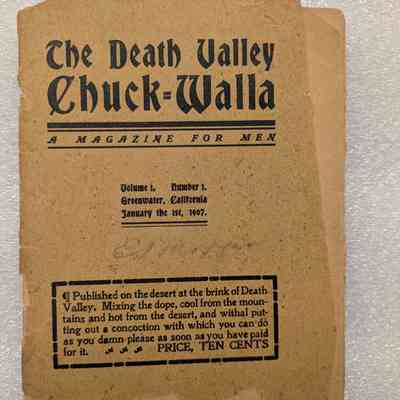 The Death Valley
Chuck=Walla
A MAGAZINE FOR MEN
Volume 1. Number 1.
Greenwater, California
January the 1st, 1907.
¶ Published on the desert at the brink of Death
Valley. Mixing the dope, cool from the moun-
tains and hot from the desert, and withal put-
ting out a concoction with which you can do
as you damn please as soon as you have paid
for it. PRICE, TEN CENTS